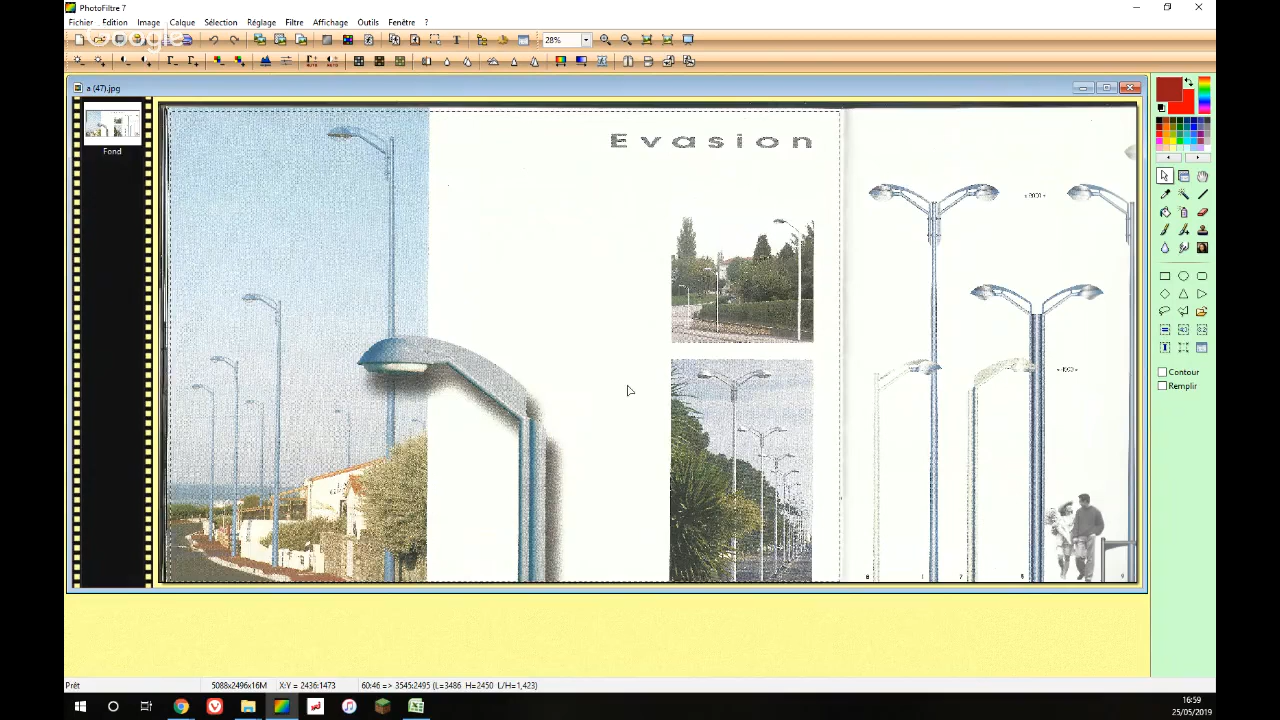 PhotoFiltre 7
Fichier Edition Image Calque Sélection Réglage Filtre Affichage Outils Fenêtre ?
Google
28%
a (47).jpg
Fond
Evasion
Contour
Remplir
Prêt 5088x2496x16M X:Y = 2436:1473 60:46 => 3545:2495 (L=3486 H=2450 L/H=1,423)
16:59
25/05/2019